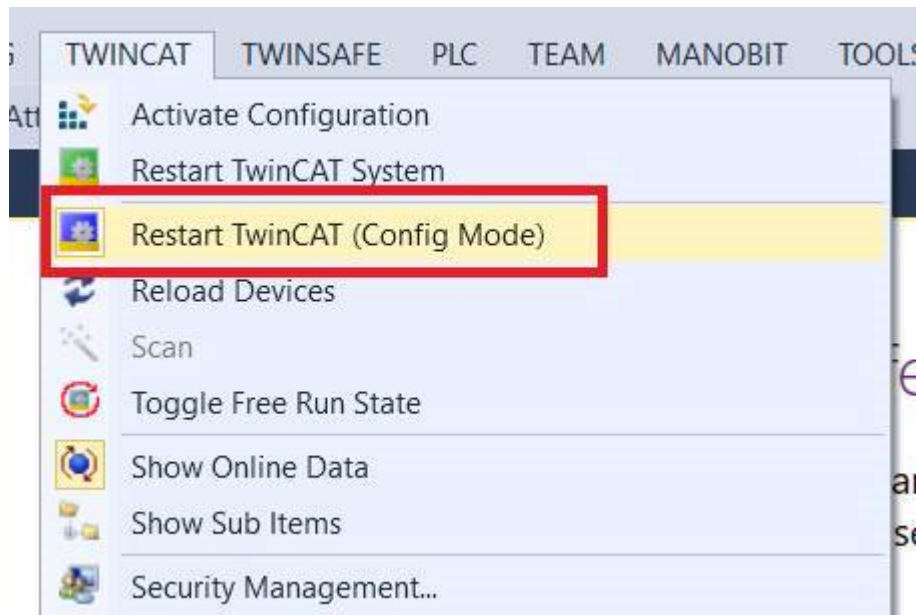 TWINCAT TWINSAFE PLC TEAM MANOBIT TOOLS
Activate Configuration
Restart TwinCAT System
Restart TwinCAT (Config Mode)
Reload Devices
Scan
Toggle Free Run State
Show Online Data
Show Sub Items
Security Management...